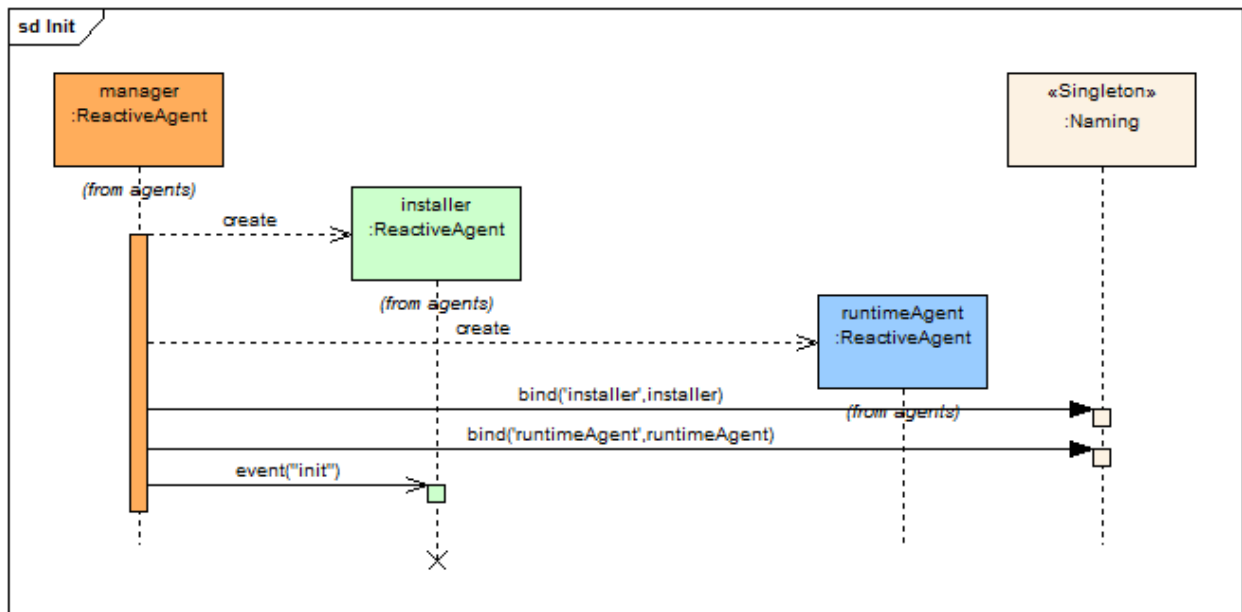 sd Init
manager
:ReactiveAgent
«Singleton»
:Naming
(from agents)
installer
:ReactiveAgent
create
(from agents)
runtimeAgent
:ReactiveAgent
create
bind('installer',installer)
(from agents)
bind('runtimeAgent',runtimeAgent)
event("init")